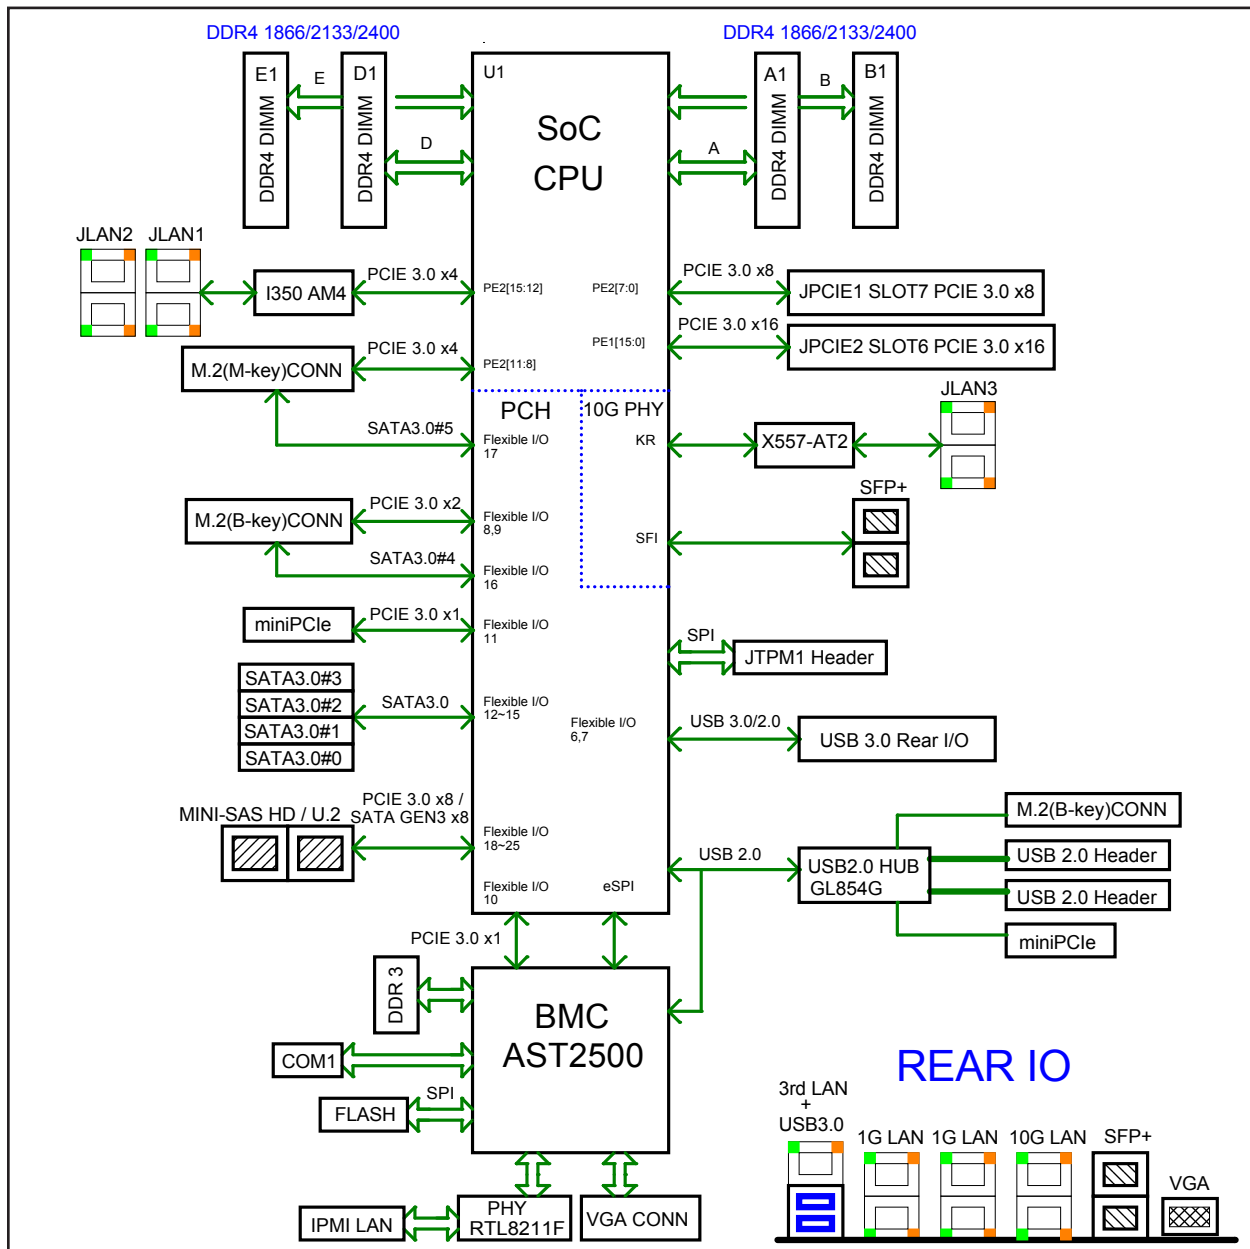 DDR4 1866/2133/2400
DDR4 1866/2133/2400
E1
DDR4 DIMM
E
D1
DDR4 DIMM
D
U1
SoC
CPU
A1
DDR4 DIMM
A
B
B1
DDR4 DIMM
JLAN2
JLAN1
I350 AM4
PCIE 3.0 x4
PE2[15:12]
PE2[7:0]
PCIE 3.0 x8
JPCIE1 SLOT7 PCIE 3.0 x8
PE1[15:0]
PCIE 3.0 x16
JPCIE2 SLOT6 PCIE 3.0 x16
M.2(M-key)CONN
PCIE 3.0 x4
PE2[11:8]
SATA3.0#5
PCH
Flexible I/O
17
10G PHY
KR
X557-AT2
JLAN3
M.2(B-key)CONN
PCIE 3.0 x2
Flexible I/O
8,9
SATA3.0#4
Flexible I/O
16
SFI
SFP+
miniPCIe
PCIE 3.0 x1
Flexible I/O
11
SPI
JTPM1 Header
SATA3.0#3
SATA3.0#2
SATA3.0#1
SATA3.0#0
SATA3.0
Flexible I/O
12~15
Flexible I/O
6,7
USB 3.0/2.0
USB 3.0 Rear I/O
MINI-SAS HD / U.2
PCIE 3.0 x8 /
SATA GEN3 x8
Flexible I/O
18~25
Flexible I/O
10
eSPI
USB 2.0
USB2.0 HUB
GL854G
M.2(B-key)CONN
USB 2.0 Header
USB 2.0 Header
miniPCIe
PCIE 3.0 x1
DDR 3
BMC
AST2500
COM1
FLASH
SPI
IPMI LAN
PHY
RTL8211F
VGA CONN
REAR IO
3rd LAN
+
USB3.0
1G LAN
1G LAN
10G LAN
SFP+
VGA